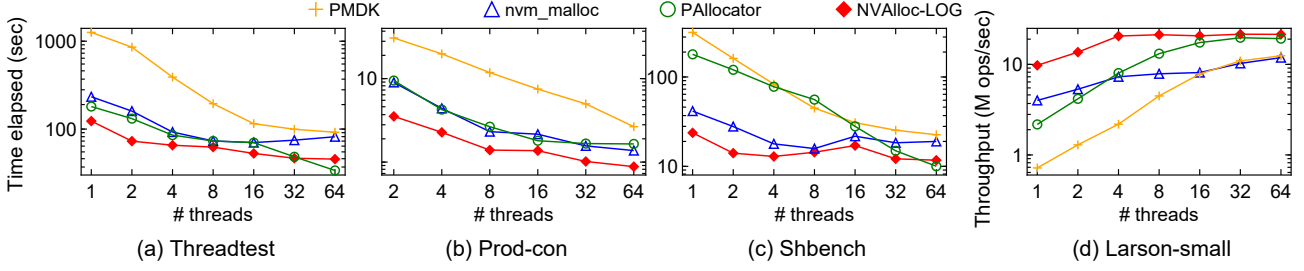 PMDK nvm_malloc PAllocator NVAlloc-LOG
Time elapsed (sec)
1000
100
1 2 4 8 16 32 64
# threads
(a) Threadtest
10
2 4 8 16 32 64
# threads
(b) Prod-con
100
10
1 2 4 8 16 32 64
# threads
(c) Shbench
Throughput (M ops/sec)
10
1
1 2 4 8 16 32 64
# threads
(d) Larson-small